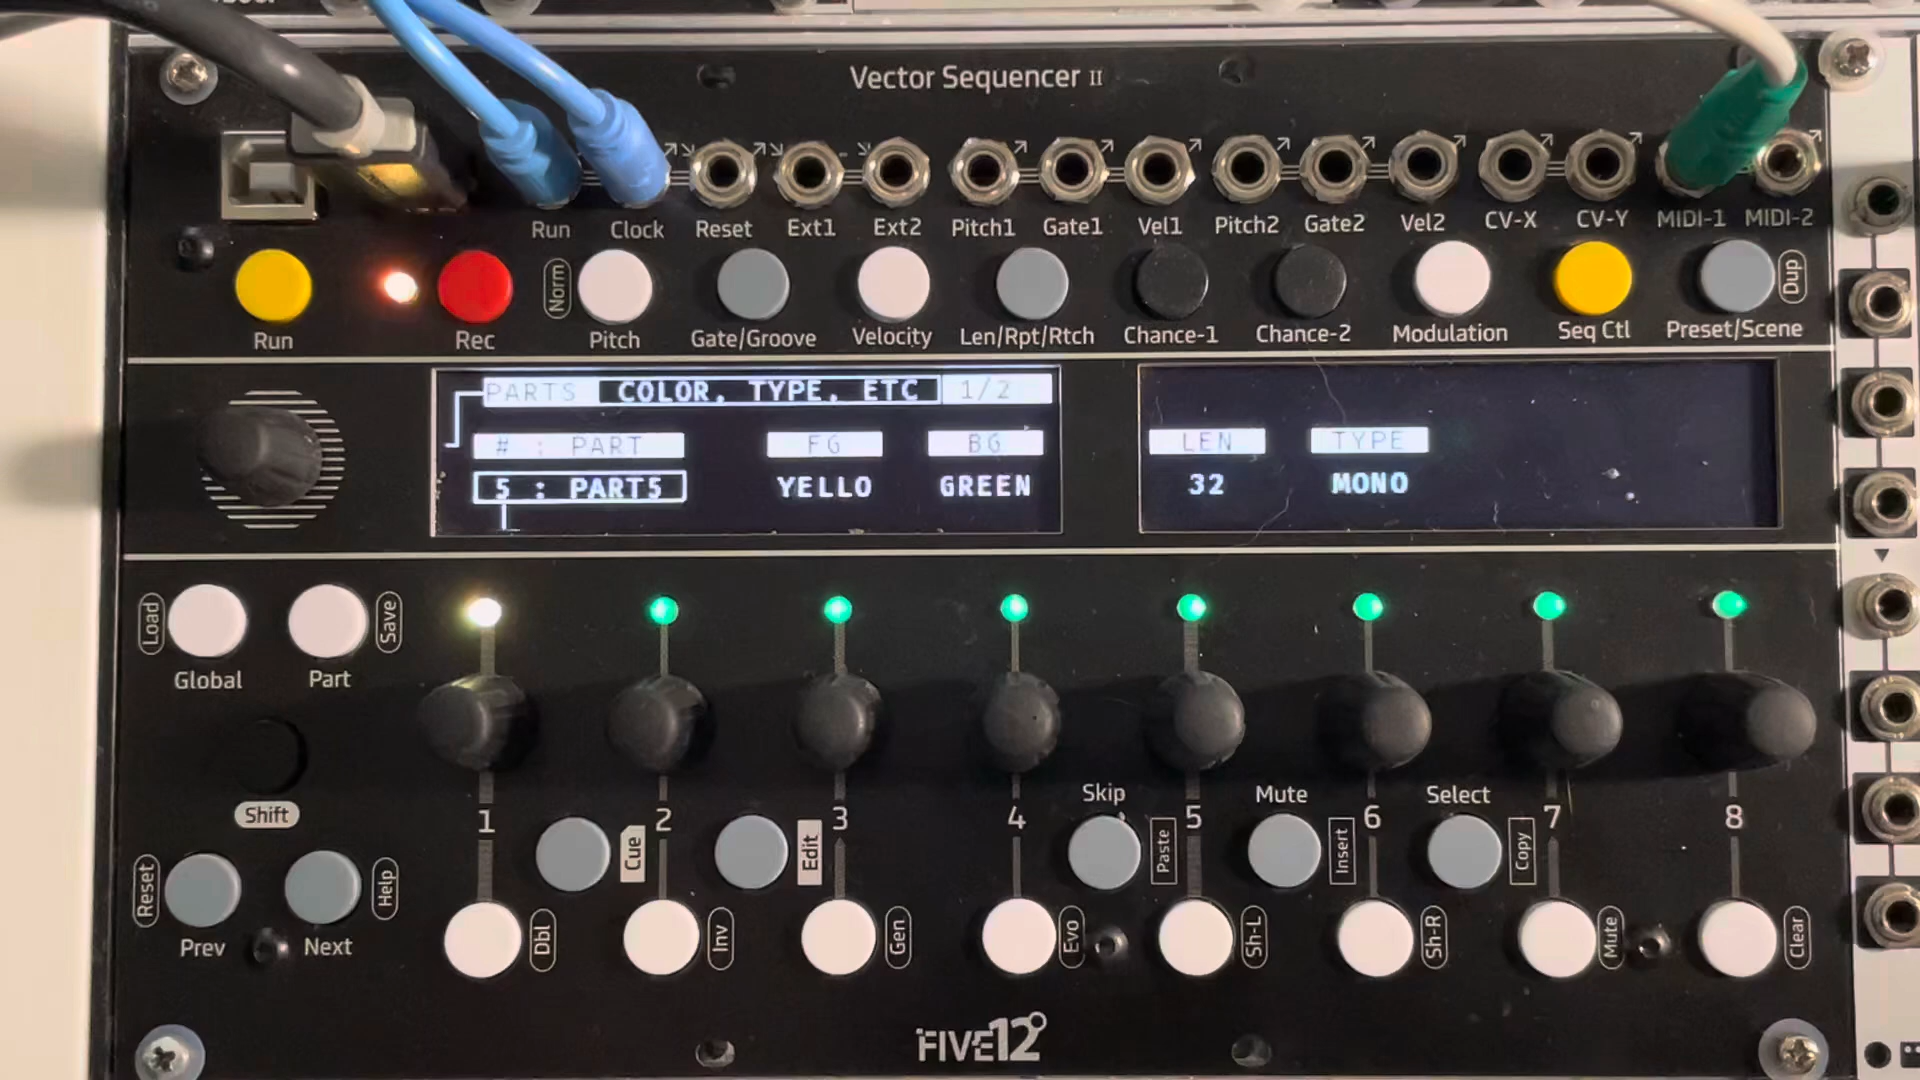 Vector Sequencer II
Run Clock Reset Ext1 Ext2 Pitch1 Gate1 Vel1 Pitch2 Gate2 Vel2 CV-X CV-Y MIDI-1 MIDI-2
Norm
Dup
Run Rec Pitch Gate/Groove Velocity Len/Rpt/Rtch Chance-1 Chance-2 Modulation Seq Ctl Preset/Scene
PARTS COLOR, TYPE, ETC 1/2
# : PART FG BG LEN TYPE
5 : PART5 YELLO GREEN 32 MONO
Load Save
Global Part
Shift
Skip Mute Select
1 2 3 4 5 6 7 8
Cue Edit Paste Insert Copy
Reset Help
Prev Next
Dbl Inv Gen Evo Sh-L Sh-R Mute Clear
FIVE12